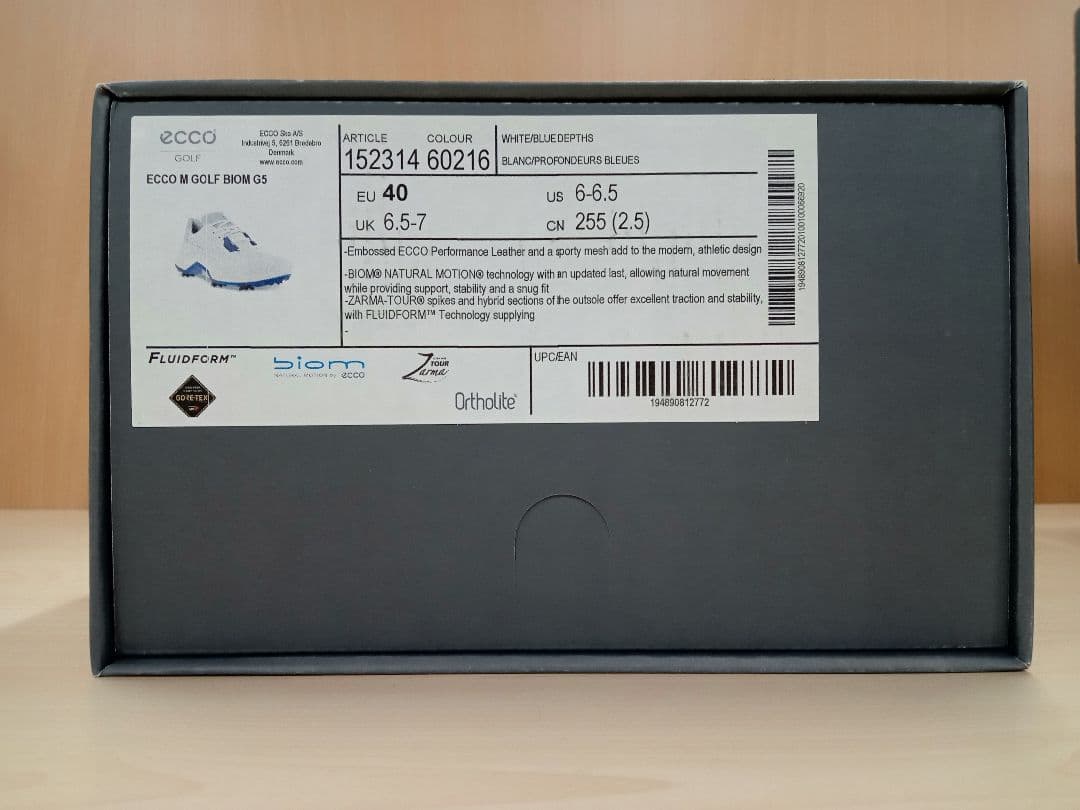 ecco
GOLF
ECCO Sko A/S
Industrivej 5, 6261 Bredebro
Denmark
www.ecco.com
ECCO M GOLF BIOM G5
ARTICLE COLOUR
152314 60216
WHITE/BLUE DEPTHS
BLANC/PROFONDEURS BLEUES
EU 40
US 6-6.5
UK 6.5-7
CN 255 (2.5)
-Embossed ECCO Performance Leather and a sporty mesh add to the modern, athletic design
-BIOM® NATURAL MOTION® technology with an updated last, allowing natural movement
while providing support, stability and a snug fit
-ZARMA-TOUR® spikes and hybrid sections of the outsole offer excellent traction and stability,
with FLUIDFORM™ Technology supplying
-
FLUIDFORM™
biom
NATURAL MOTION by ecco
GORE-TEX
TOUR
Zarma
Ortholite®
UPC/EAN
194890812772